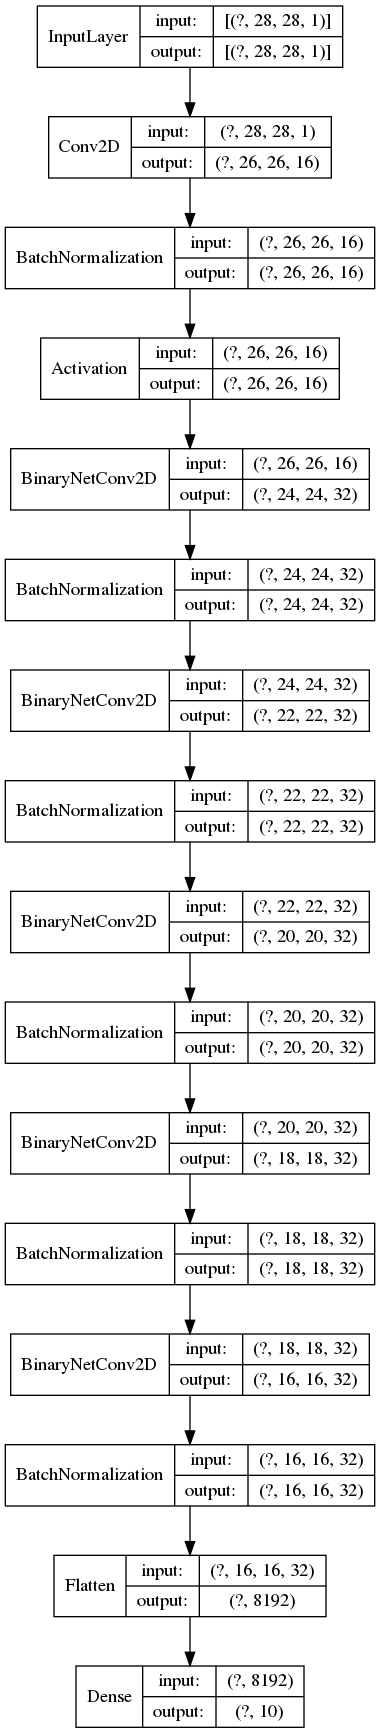 InputLayer
input: [(?, 28, 28, 1)]
output: [(?, 28, 28, 1)]
Conv2D
input: (?, 28, 28, 1)
output: (?, 26, 26, 16)
BatchNormalization
input: (?, 26, 26, 16)
output: (?, 26, 26, 16)
Activation
input: (?, 26, 26, 16)
output: (?, 26, 26, 16)
BinaryNetConv2D
input: (?, 26, 26, 16)
output: (?, 24, 24, 32)
BatchNormalization
input: (?, 24, 24, 32)
output: (?, 24, 24, 32)
BinaryNetConv2D
input: (?, 24, 24, 32)
output: (?, 22, 22, 32)
BatchNormalization
input: (?, 22, 22, 32)
output: (?, 22, 22, 32)
BinaryNetConv2D
input: (?, 22, 22, 32)
output: (?, 20, 20, 32)
BatchNormalization
input: (?, 20, 20, 32)
output: (?, 20, 20, 32)
BinaryNetConv2D
input: (?, 20, 20, 32)
output: (?, 18, 18, 32)
BatchNormalization
input: (?, 18, 18, 32)
output: (?, 18, 18, 32)
BinaryNetConv2D
input: (?, 18, 18, 32)
output: (?, 16, 16, 32)
BatchNormalization
input: (?, 16, 16, 32)
output: (?, 16, 16, 32)
Flatten
input: (?, 16, 16, 32)
output: (?, 8192)
Dense
input: (?, 8192)
output: (?, 10)